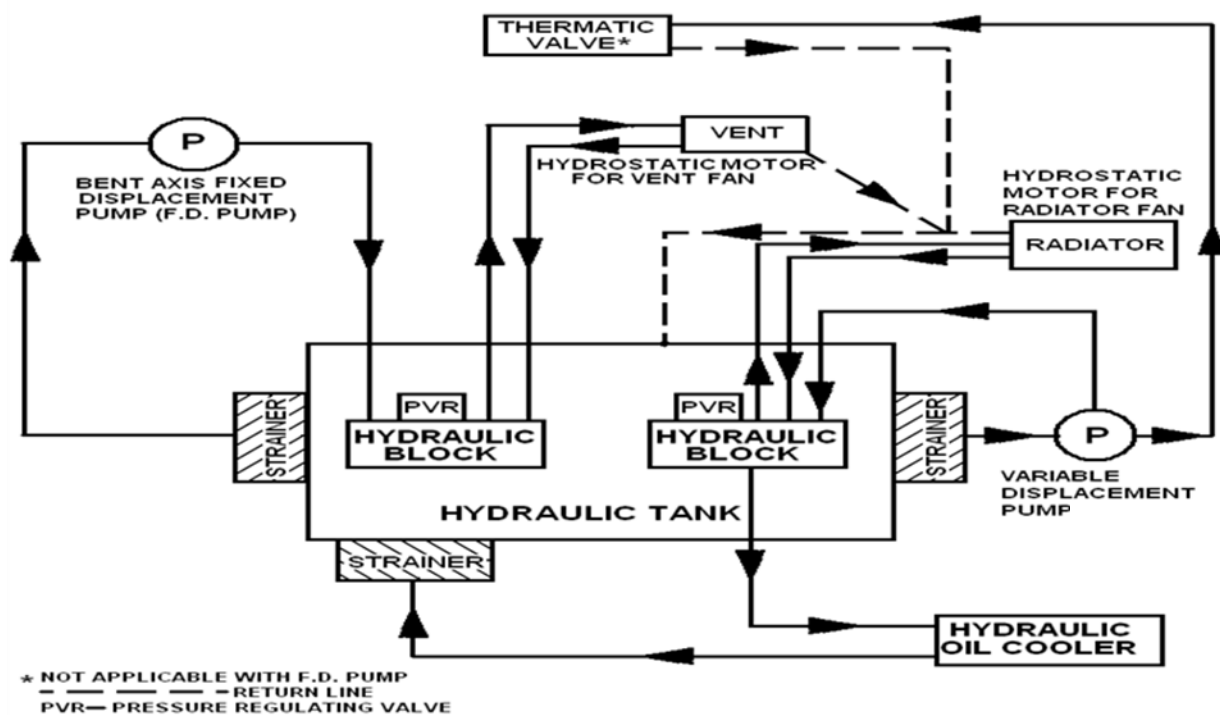 THERMATIC
VALVE*
P
BENT AXIS FIXED
DISPLACEMENT
PUMP (F.D. PUMP)
VENT
HYDROSTATIC MOTOR
FOR VENT FAN
HYDROSTATIC
MOTOR FOR
RADIATOR FAN
RADIATOR
STRAINER
PVR
HYDRAULIC
BLOCK
PVR
HYDRAULIC
BLOCK
STRAINER
P
VARIABLE
DISPLACEMENT
PUMP
HYDRAULIC TANK
STRAINER
HYDRAULIC
OIL COOLER
* NOT APPLICABLE WITH F.D. PUMP
RETURN LINE
PVR— PRESSURE REGULATING VALVE